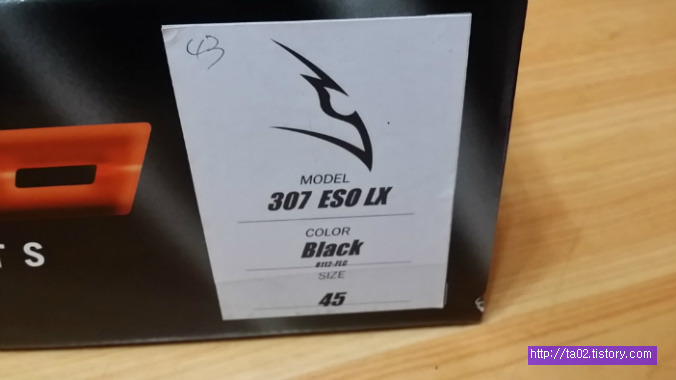 43
MODEL
307 ESO LX
COLOR
Black
SIZE
45
T S
http://ta02.tistory.com